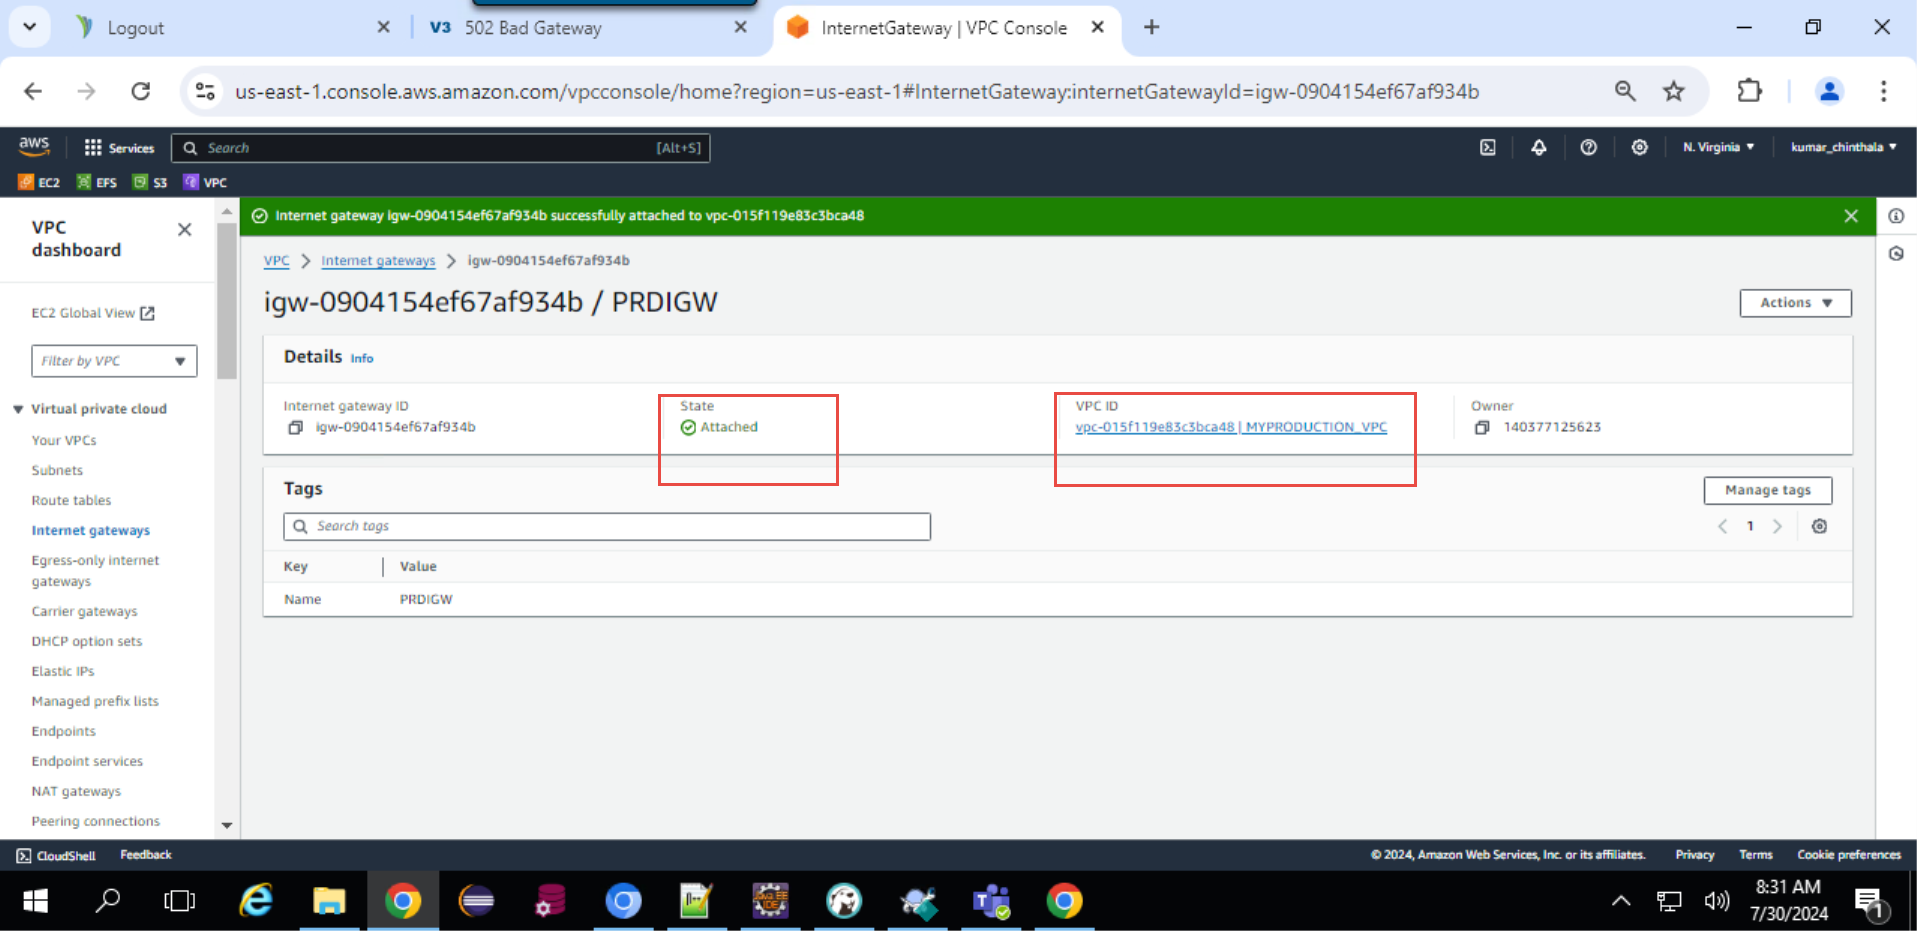 Logout
V3 502 Bad Gateway
InternetGateway | VPC Console
us-east-1.console.aws.amazon.com/vpcconsole/home?region=us-east-1#InternetGateway:internetGatewayId=igw-0904154ef67af934b
aws
Services
Search
[Alt+S]
N. Virginia
kumar_chinthala
EC2
EFS
S3
VPC
VPC dashboard
EC2 Global View
Filter by VPC
Virtual private cloud
Your VPCs
Subnets
Route tables
Internet gateways
Egress-only internet
gateways
Carrier gateways
DHCP option sets
Elastic IPs
Managed prefix lists
Endpoints
Endpoint services
NAT gateways
Peering connections
Internet gateway igw-0904154ef67af934b successfully attached to vpc-015f119e83c3bca48
VPC > Internet gateways > igw-0904154ef67af934b
igw-0904154ef67af934b / PRDIGW
Actions
Details Info
Internet gateway ID
igw-0904154ef67af934b
State
Attached
VPC ID
vpc-015f119e83c3bca48 | MYPRODUCTION_VPC
Owner
140377125623
Tags
Manage tags
Search tags
1
Key
Value
Name
PRDIGW
CloudShell
Feedback
© 2024, Amazon Web Services, Inc. or its affiliates.
Privacy
Terms
Cookie preferences
8:31 AM
7/30/2024
1